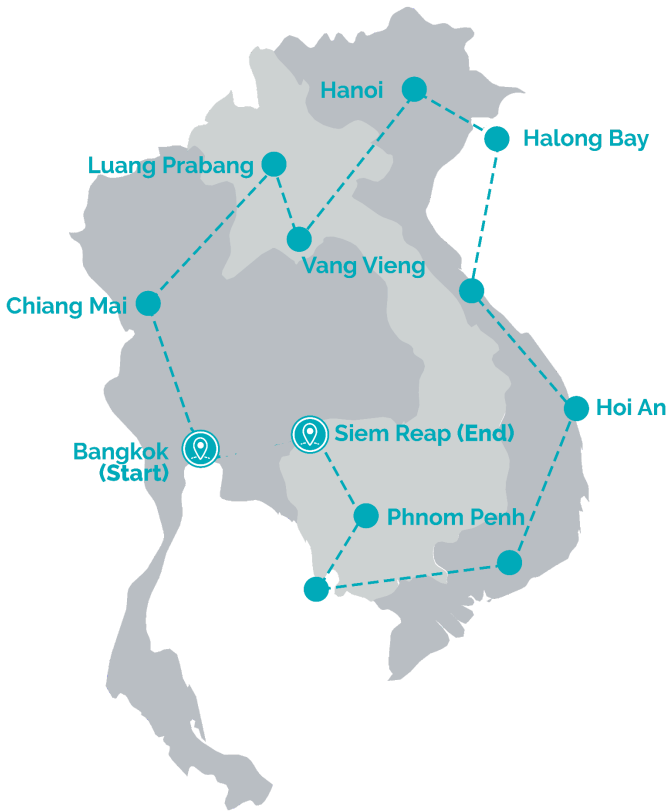 Hanoi
Halong Bay
Luang Prabang
Vang Vieng
Chiang Mai
Hoi An
Siem Reap (End)
Bangkok
(Start)
Phnom Penh